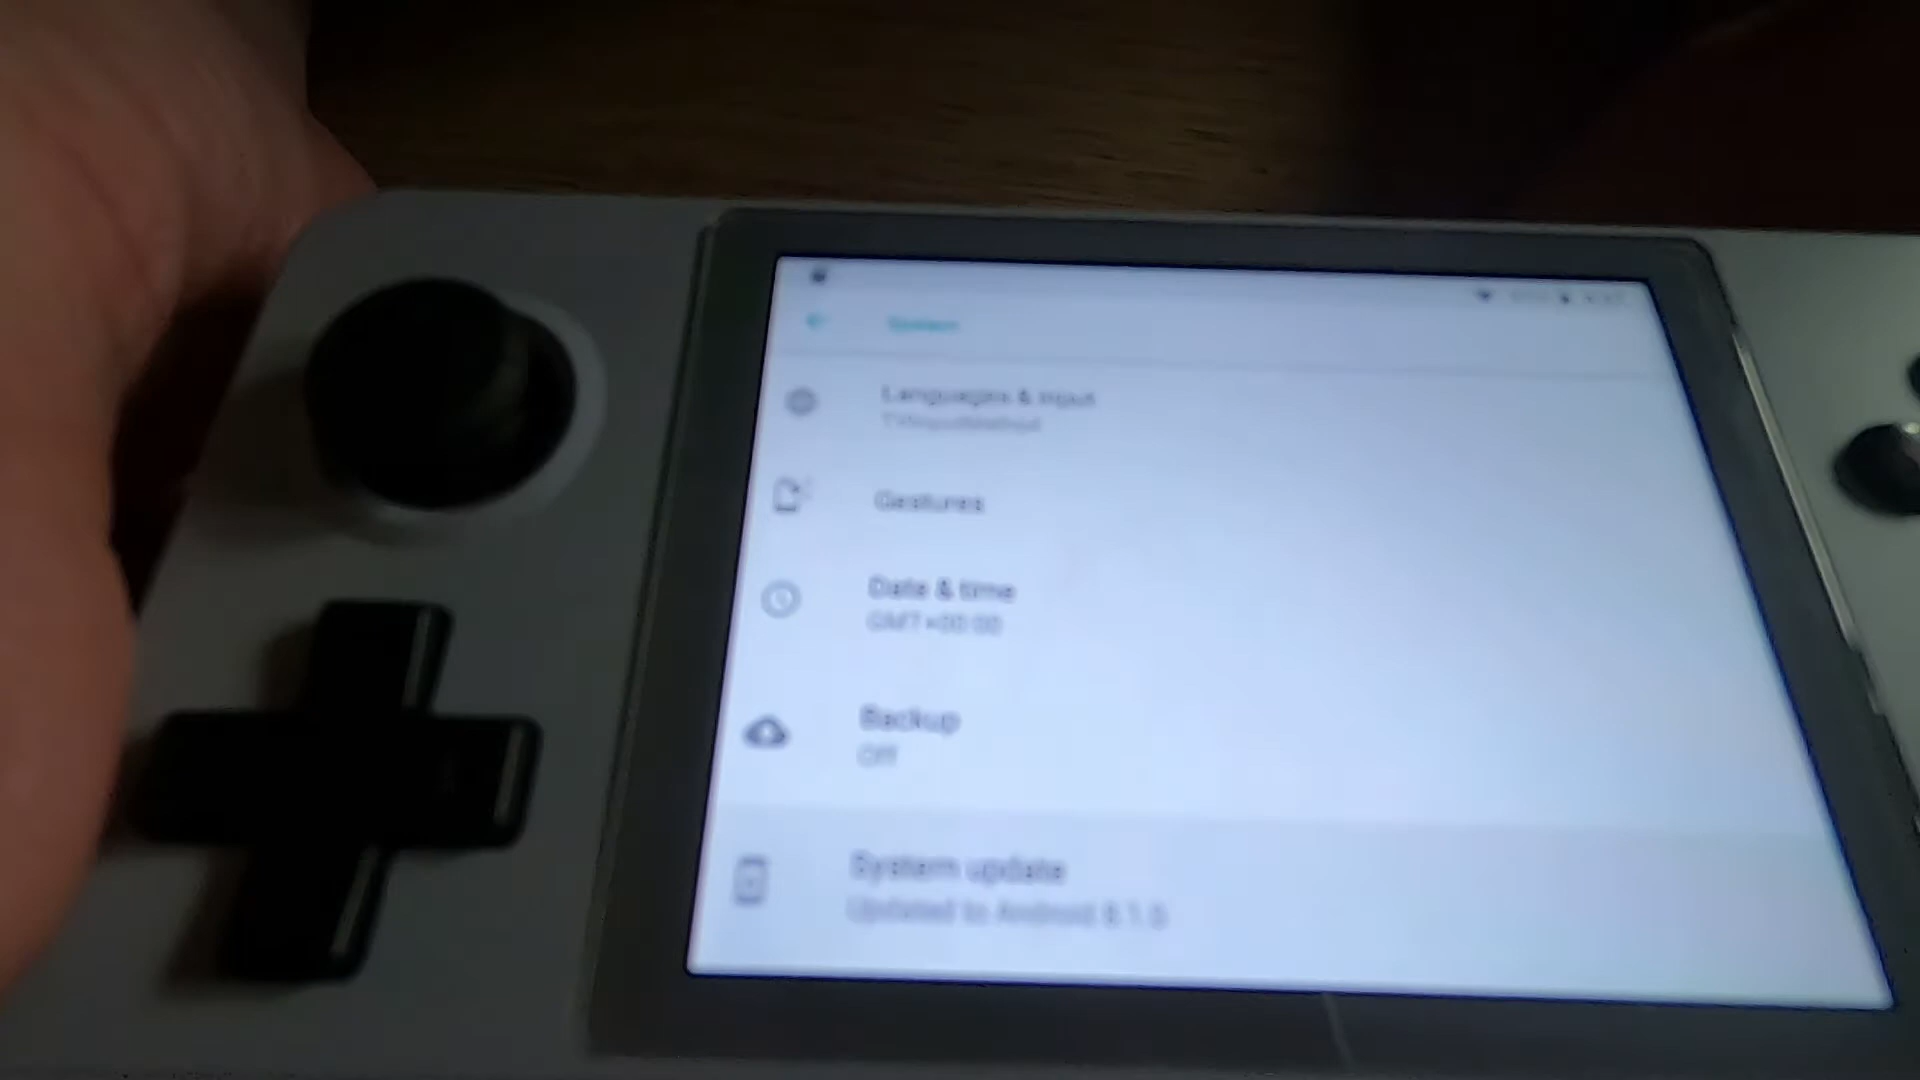 System
Languages & input
Gestures
Date & time
GMT+00:00
Backup
Off
System update
Updated to Android 8.1.0